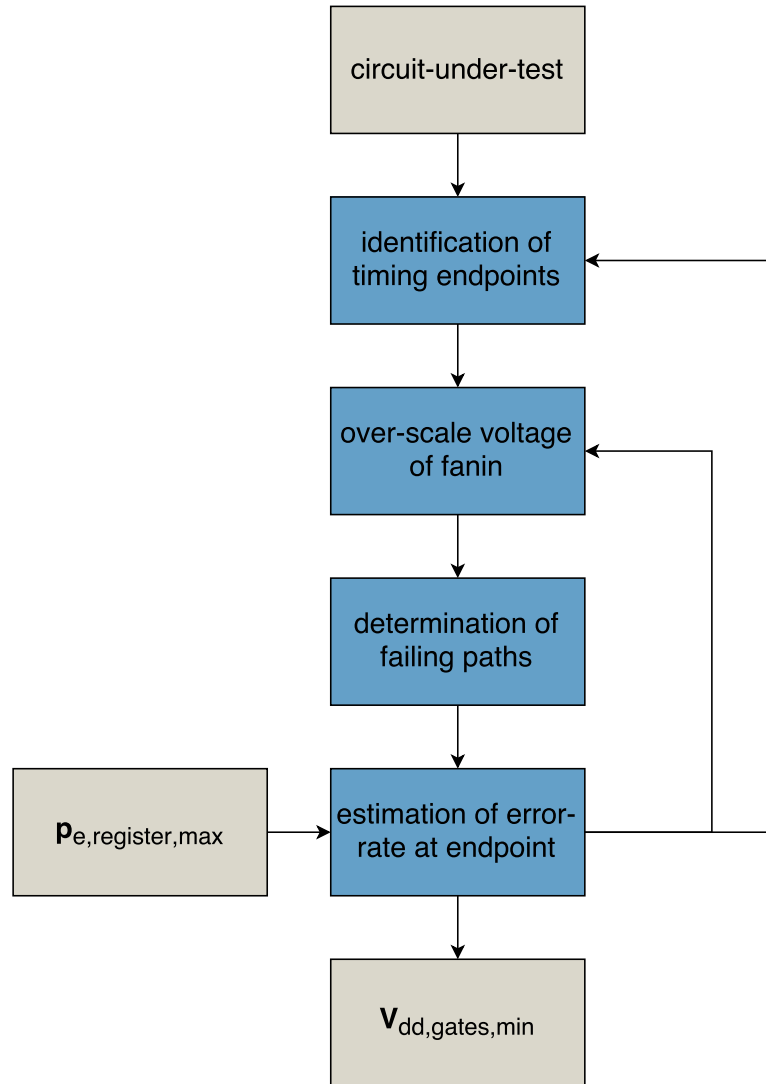 circuit-under-test
identification of
timing endpoints
over-scale voltage
of fanin
determination of
failing paths
pe,register,max
estimation of error-
rate at endpoint
Vdd,gates,min